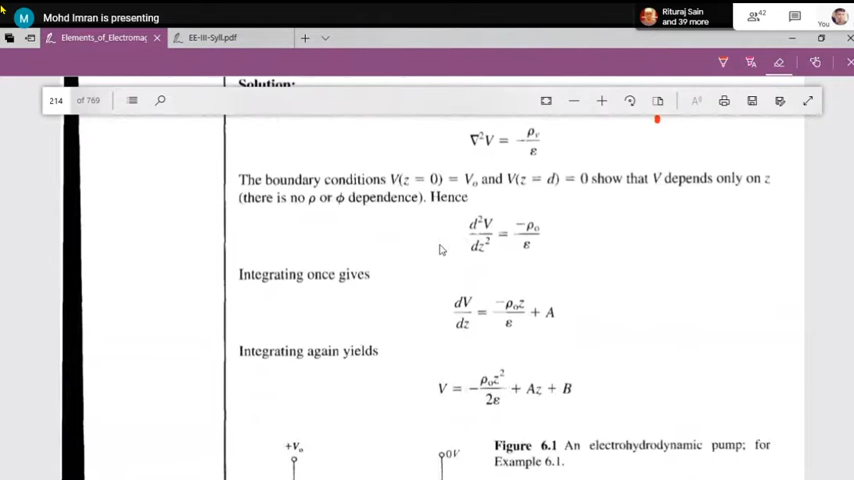 Mohd Imran is presenting
Rituraj Sain
and 39 more
42
You
Elements_of_Electromag
EE-III-Syll.pdf
Solution:
214 of 769
∇²V = −ρᵥ/ε
The boundary conditions V(z = 0) = Vₒ and V(z = d) = 0 show that V depends only on z
(there is no ρ or ϕ dependence). Hence
d²V/dz² = −ρₒ/ε
Integrating once gives
dV/dz = −ρₒz/ε + A
Integrating again yields
V = −ρₒz²/2ε + Az + B
+Vₒ
0V
Figure 6.1 An electrohydrodynamic pump; for
Example 6.1.